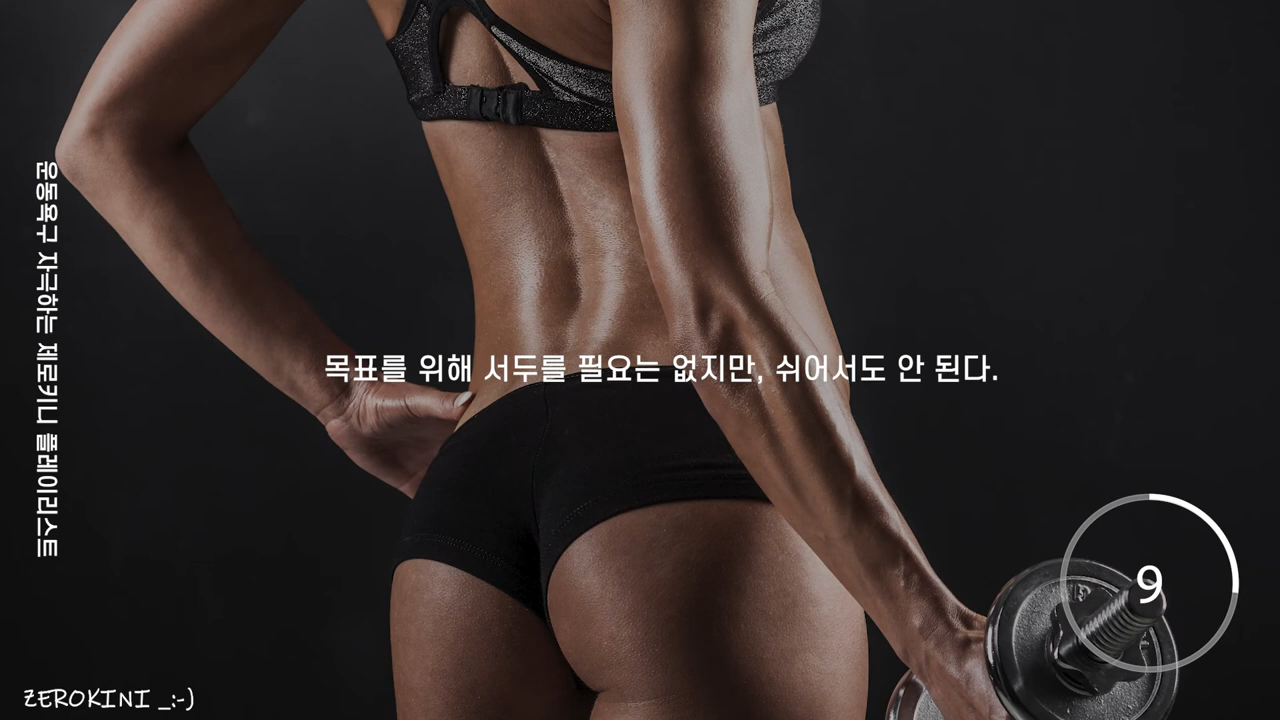 운동욕구 자극하는 제로키니 플레이리스트
목표를 위해 서두를 필요는 없지만, 쉬어서도 안 된다.
9
ZEROKINI _:-)